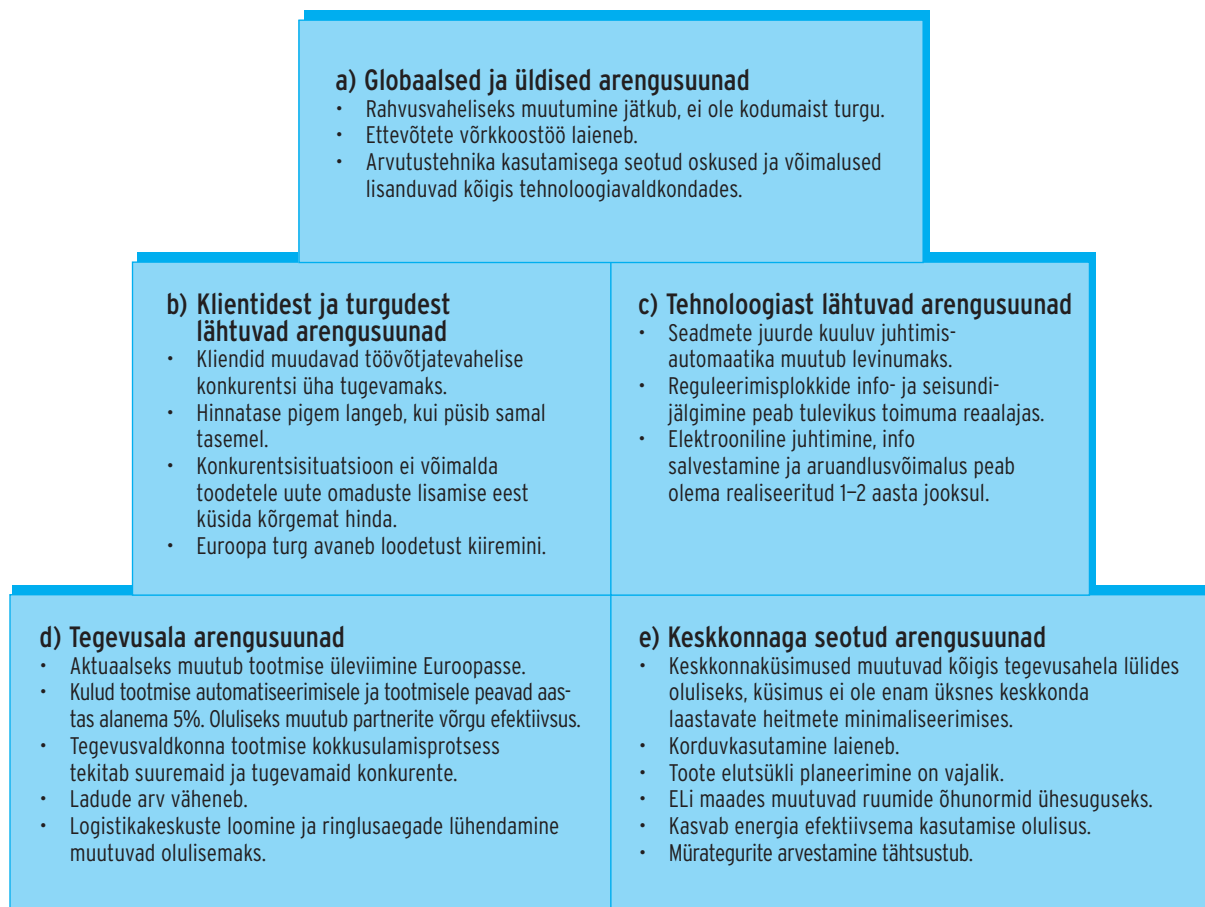 a) Globaalsed ja üldised arengusuunad
• Rahvusvaheliseks muutumine jätkub, ei ole kodumaist turgu.
• Ettevõtete võrkkoostöö laieneb.
• Arvutustehnika kasutamisega seotud oskused ja võimalused
lisanduvad kõigis tehnoloogiavaldkondades.
b) Klientidest ja turgudest
lähtuvad arengusuunad
• Kliendid muudavad töövõtjatevahelise
konkurentsi üha tugevamaks.
• Hinnatase pigem langeb, kui püsib samal
tasemel.
• Konkurentsisituatsioon ei võimalda
toodetele uute omaduste lisamise eest
küsida kõrgemat hinda.
• Euroopa turg avaneb loodetust kiiremini.
c) Tehnoloogiast lähtuvad arengusuunad
• Seadmete juurde kuuluv juhtimis-
automaatika muutub levinumaks.
• Reguleerimisplokkide info- ja seisundi-
jälgimine peab tulevikus toimuma reaalajas.
• Elektrooniline juhtimine, info
salvestamine ja aruandlusvõimalus peab
olema realiseeritud 1–2 aasta jooksul.
d) Tegevusala arengusuunad
• Aktuaalseks muutub tootmise üleviimine Euroopasse.
• Kulud tootmise automatiseerimisele ja tootmisele peavad aas-
tas alanema 5%. Oluliseks muutub partnerite võrgu efektiivsus.
• Tegevusvaldkonna tootmise kokkusulamisprotsess
tekitab suuremaid ja tugevamaid konkurente.
• Ladude arv väheneb.
• Logistikakeskuste loomine ja ringlusaegade lühendamine
muutuvad olulisemaks.
e) Keskkonnaga seotud arengusuunad
• Keskkonnaküsimused muutuvad kõigis tegevusahela lülides
oluliseks, küsimus ei ole enam üksnes keskkonda
laastavate heitmete minimaliseerimises.
• Korduvkasutamine laieneb.
• Toote elutsükli planeerimine on vajalik.
• ELi maades muutuvad ruumide õhunormid ühesuguseks.
• Kasvab energia efektiivsema kasutamise olulisus.
• Mürategurite arvestamine tähtsustub.